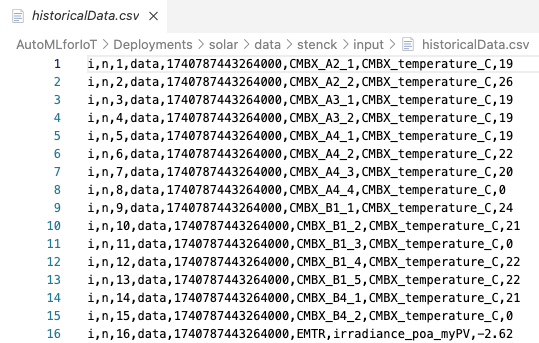 historicalData.csv ×
AutoMLforIoT > Deployments > solar > data > stenck > input > historicalData.csv
1 i,n,1,data,1740787443264000,CMBX_A2_1,CMBX_temperature_C,19
2 i,n,2,data,1740787443264000,CMBX_A2_2,CMBX_temperature_C,26
3 i,n,3,data,1740787443264000,CMBX_A3_1,CMBX_temperature_C,19
4 i,n,4,data,1740787443264000,CMBX_A3_2,CMBX_temperature_C,19
5 i,n,5,data,1740787443264000,CMBX_A4_1,CMBX_temperature_C,19
6 i,n,6,data,1740787443264000,CMBX_A4_2,CMBX_temperature_C,22
7 i,n,7,data,1740787443264000,CMBX_A4_3,CMBX_temperature_C,20
8 i,n,8,data,1740787443264000,CMBX_A4_4,CMBX_temperature_C,0
9 i,n,9,data,1740787443264000,CMBX_B1_1,CMBX_temperature_C,24
10 i,n,10,data,1740787443264000,CMBX_B1_2,CMBX_temperature_C,21
11 i,n,11,data,1740787443264000,CMBX_B1_3,CMBX_temperature_C,0
12 i,n,12,data,1740787443264000,CMBX_B1_4,CMBX_temperature_C,22
13 i,n,13,data,1740787443264000,CMBX_B1_5,CMBX_temperature_C,22
14 i,n,14,data,1740787443264000,CMBX_B4_1,CMBX_temperature_C,21
15 i,n,15,data,1740787443264000,CMBX_B4_2,CMBX_temperature_C,0
16 i,n,16,data,1740787443264000,EMTR,irradiance_poa_myPV,-2.62